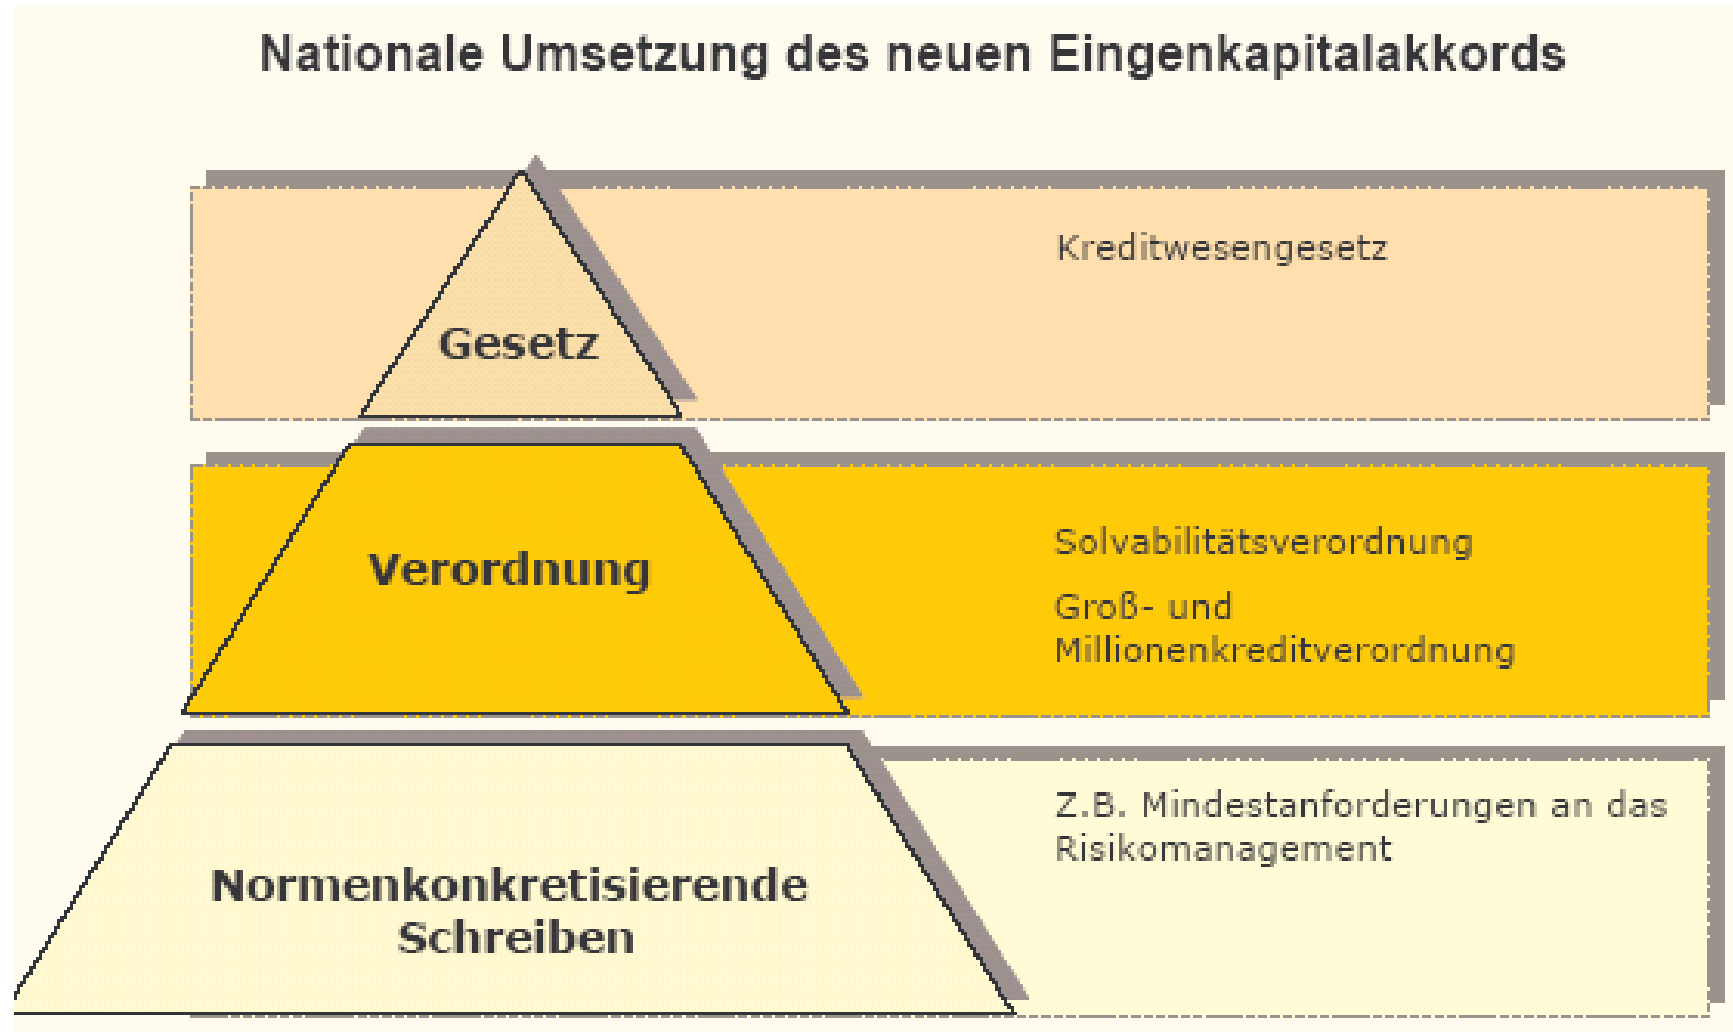 Nationale Umsetzung des neuen Eingenkapitalakkords
Gesetz
Kreditwesengesetz
Verordnung
Solvabilitätsverordnung
Groß- und
Millionenkreditverordnung
Normenkonkretisierende
Schreiben
Z.B. Mindestanforderungen an das
Risikomanagement